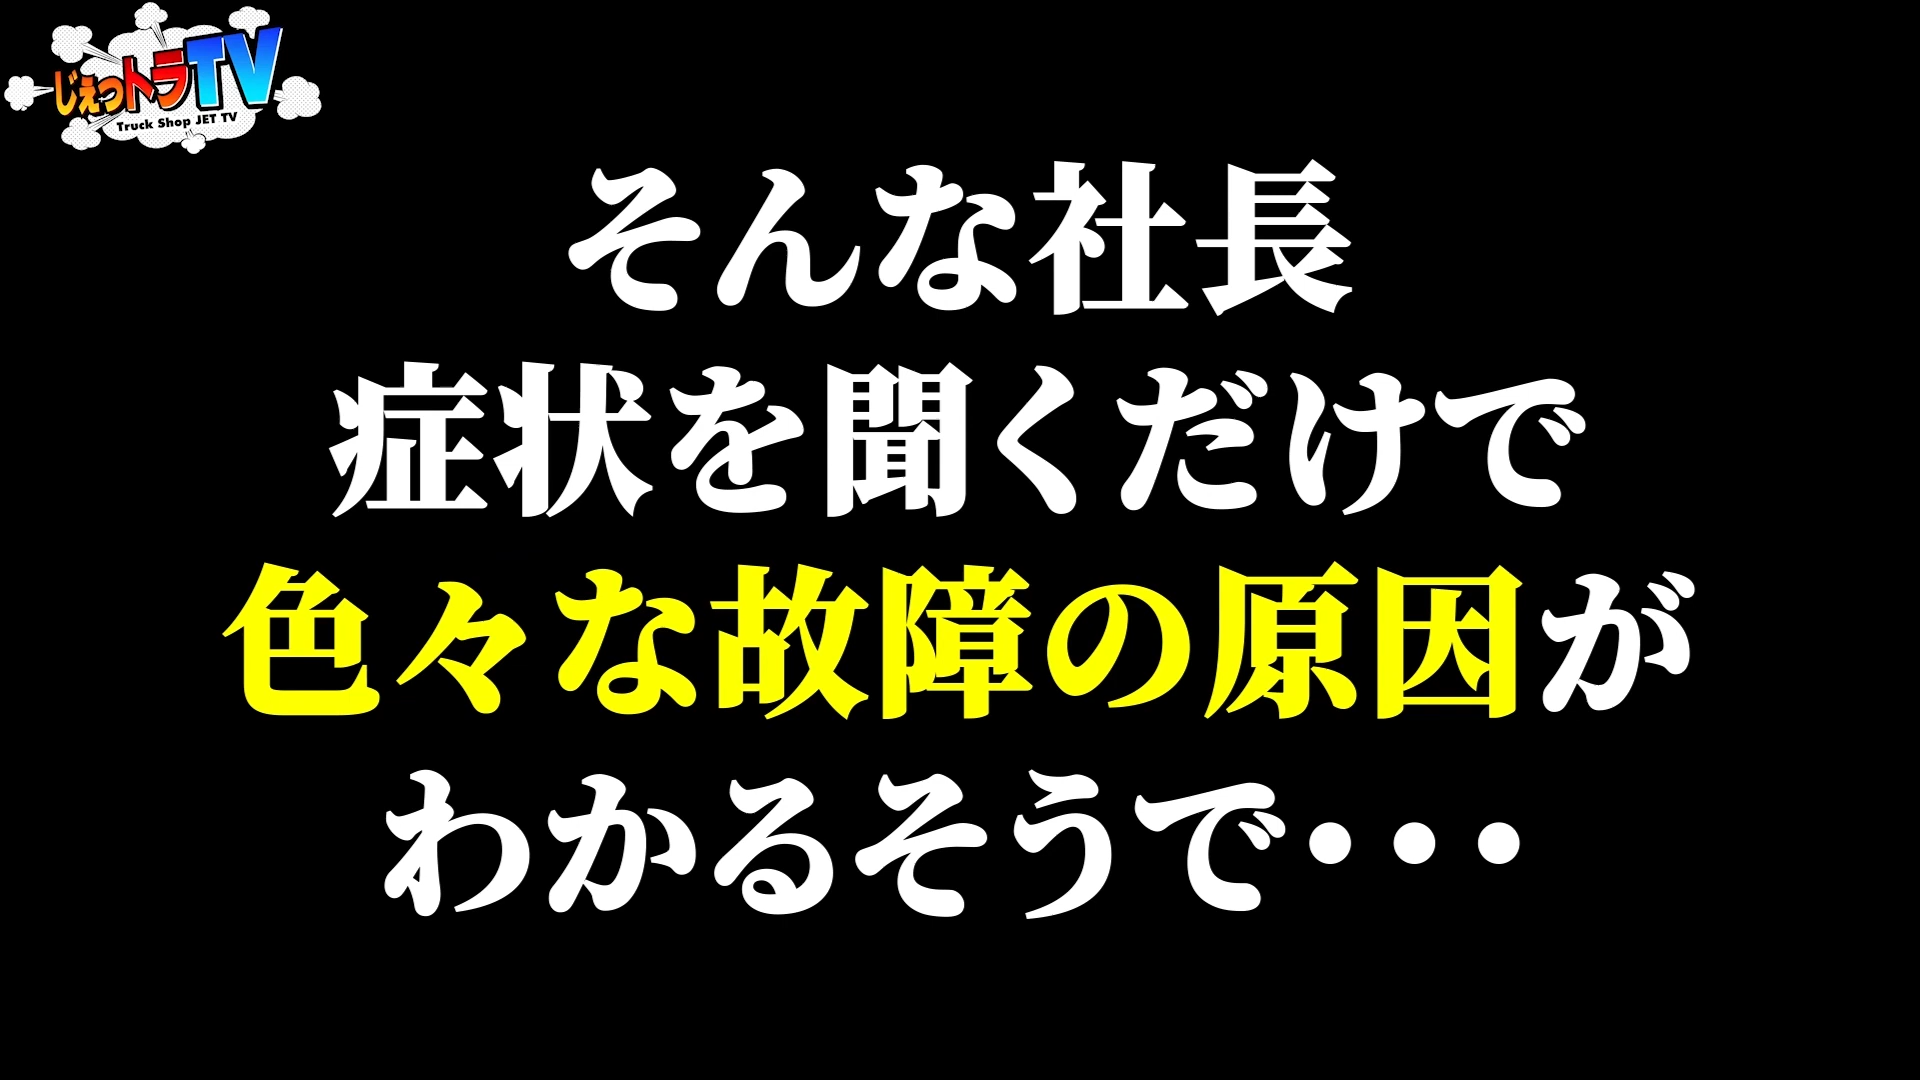 じぇっトラTV
Truck Shop JET TV
そんな社長
症状を聞くだけで
色々な故障の原因が
わかるそうで・・・